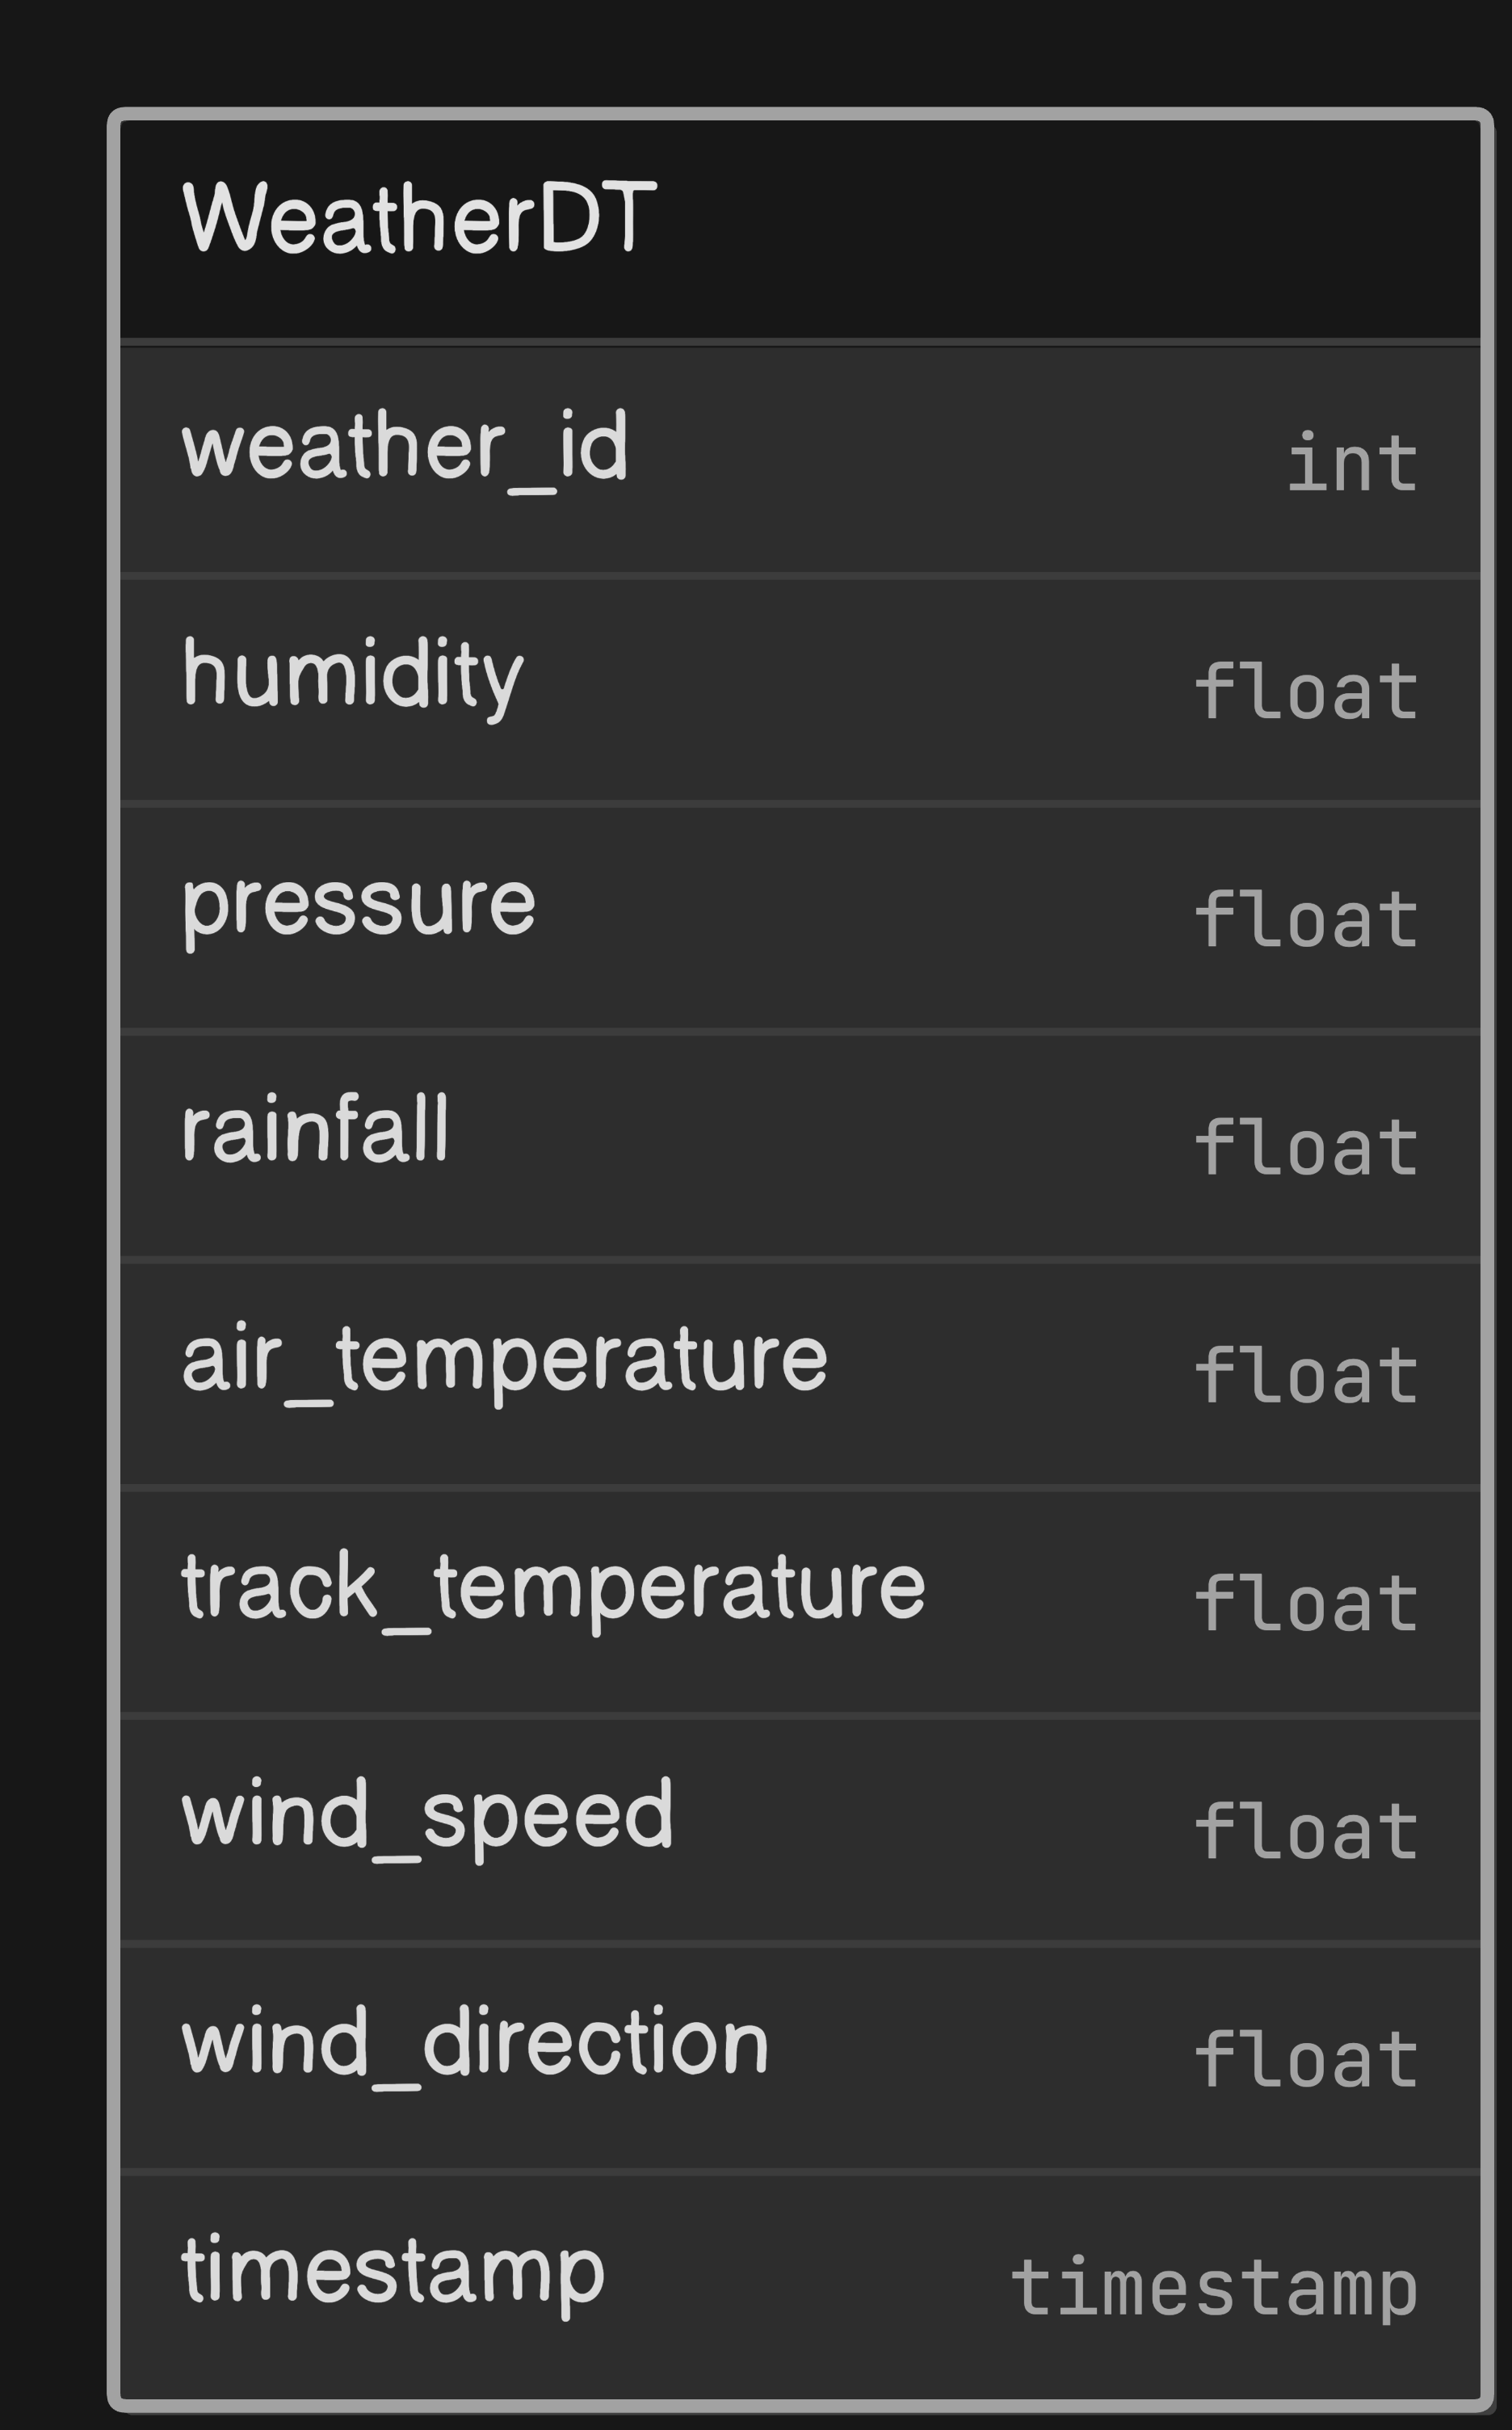 WeatherDT
weather_id int
humidity float
pressure float
rainfall float
air_temperature float
track_temperature float
wind_speed float
wind_direction float
timestamp timestamp